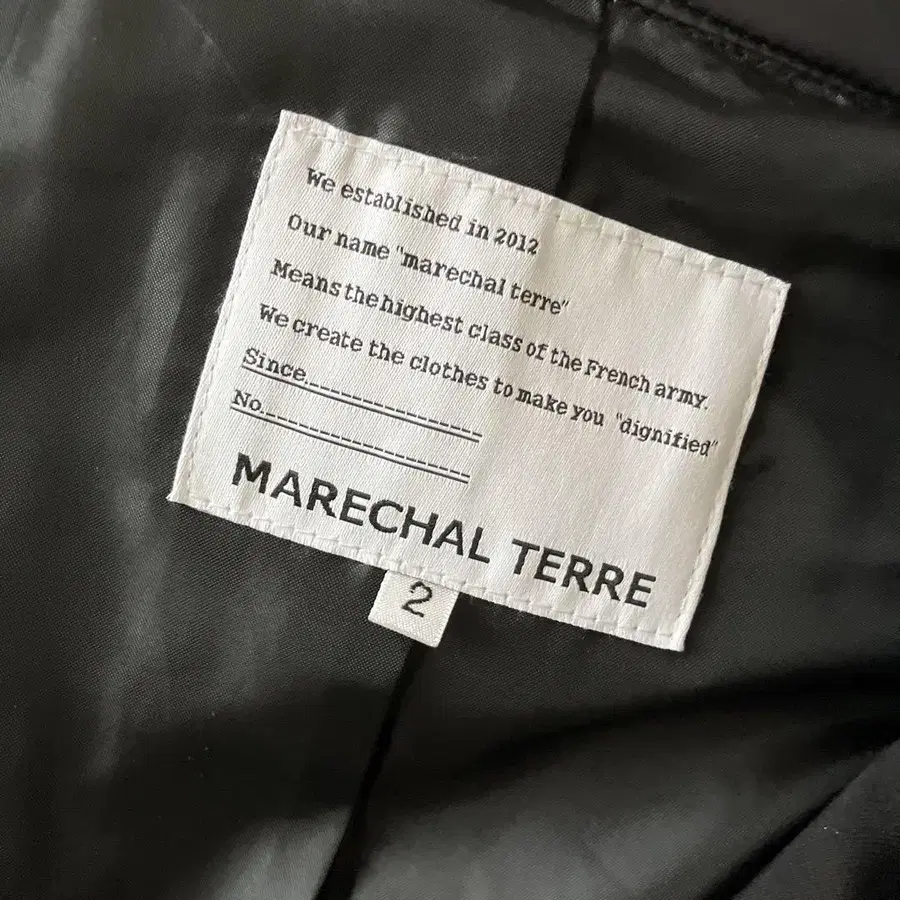 We established in 2012
Our name "marechal terre"
Means the highest class of the French army.
We create the clothes to make you "dignified"
Since
No
MARECHAL TERRE
2